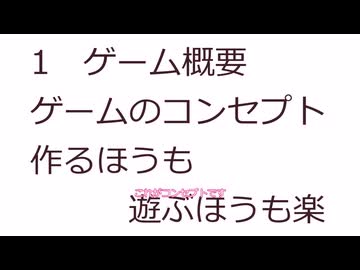 1　ゲーム概要
ゲームのコンセプト
作るほうも
これがコンセプトです
遊ぶほうも楽